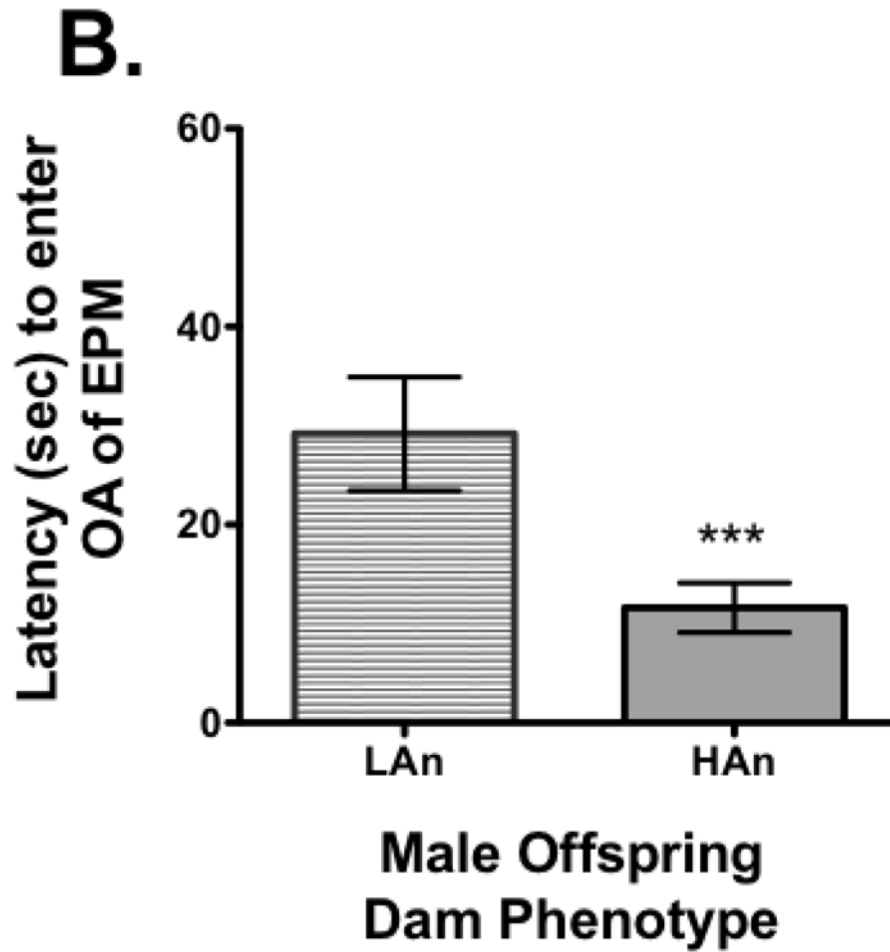 B.
Latency (sec) to enter
OA of EPM
60
40
20
0
***
LAn
HAn
Male Offspring
Dam Phenotype